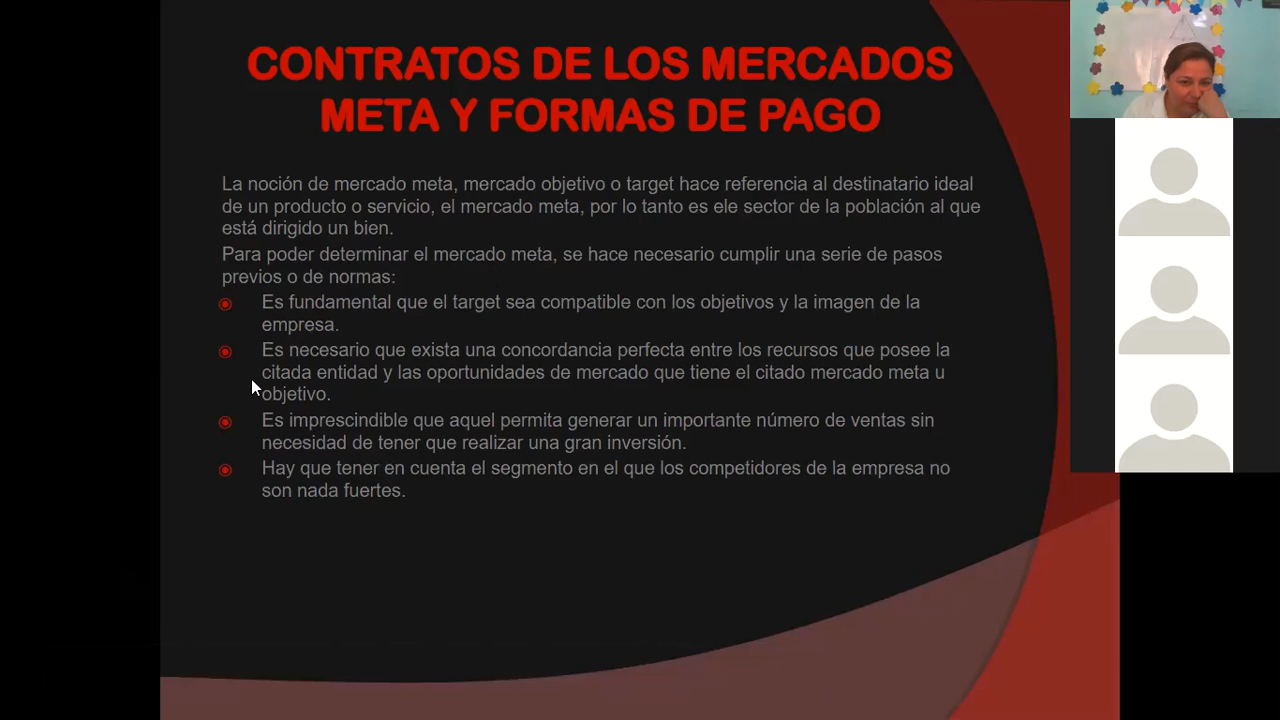 CONTRATOS DE LOS MERCADOS
META Y FORMAS DE PAGO
La noción de mercado meta, mercado objetivo o target hace referencia al destinatario ideal
de un producto o servicio, el mercado meta, por lo tanto es ele sector de la población al que
está dirigido un bien.
Para poder determinar el mercado meta, se hace necesario cumplir una serie de pasos
previos o de normas:
Es fundamental que el target sea compatible con los objetivos y la imagen de la
empresa.
Es necesario que exista una concordancia perfecta entre los recursos que posee la
citada entidad y las oportunidades de mercado que tiene el citado mercado meta u
objetivo.
Es imprescindible que aquel permita generar un importante número de ventas sin
necesidad de tener que realizar una gran inversión.
Hay que tener en cuenta el segmento en el que los competidores de la empresa no
son nada fuertes.